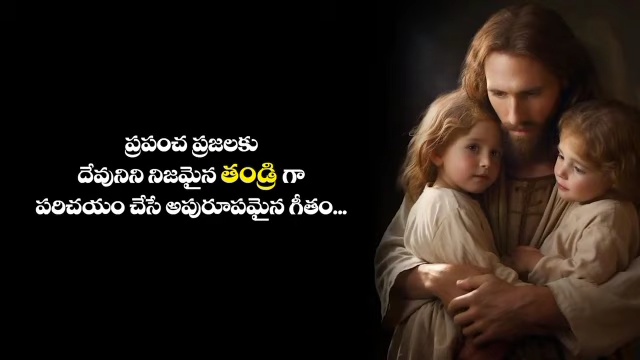 ప్రపంచ ప్రజలకు
దేవునిని నిజమైన తండ్రి గా
పరిచయం చేసే అపురూపమైన గీతం...